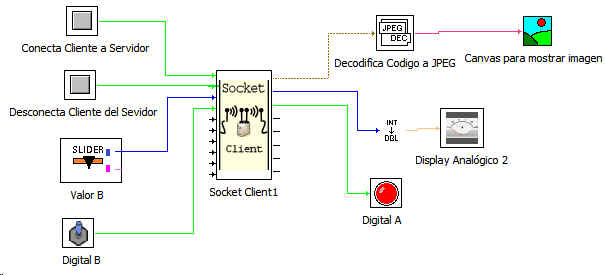 Conecta Cliente a Servidor
Desconecta Cliente del Sevidor
SLIDER
Valor B
Digital B
Socket
Client
Socket Client1
JPEG
DEC
Decodifica Codigo a JPEG
Canvas para mostrar imagen
INT
DBL
Display Analógico 2
Digital A